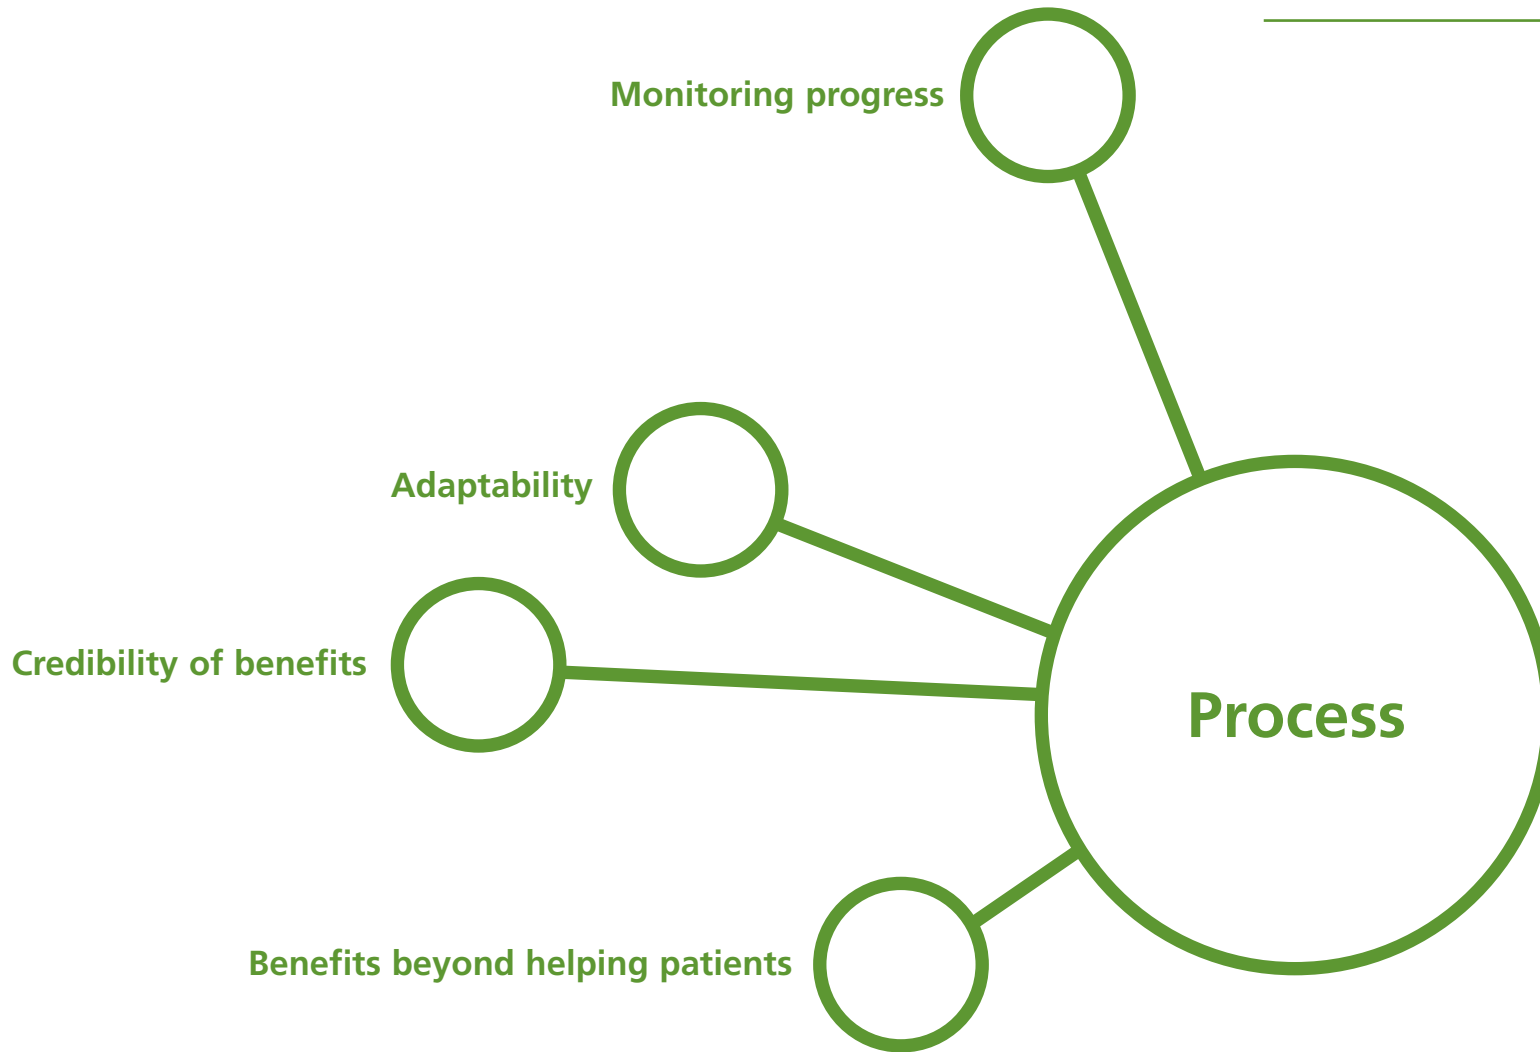 Monitoring progress
Adaptability
Credibility of benefits
Process
Benefits beyond helping patients